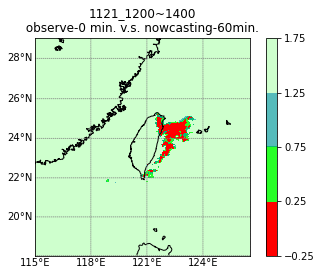 1121_1200~1400
observe-0 min. v.s. nowcasting-60min.
28°N
26°N
24°N
22°N
20°N
115°E
118°E
121°E
124°E
1.75
1.25
0.75
0.25
−0.25